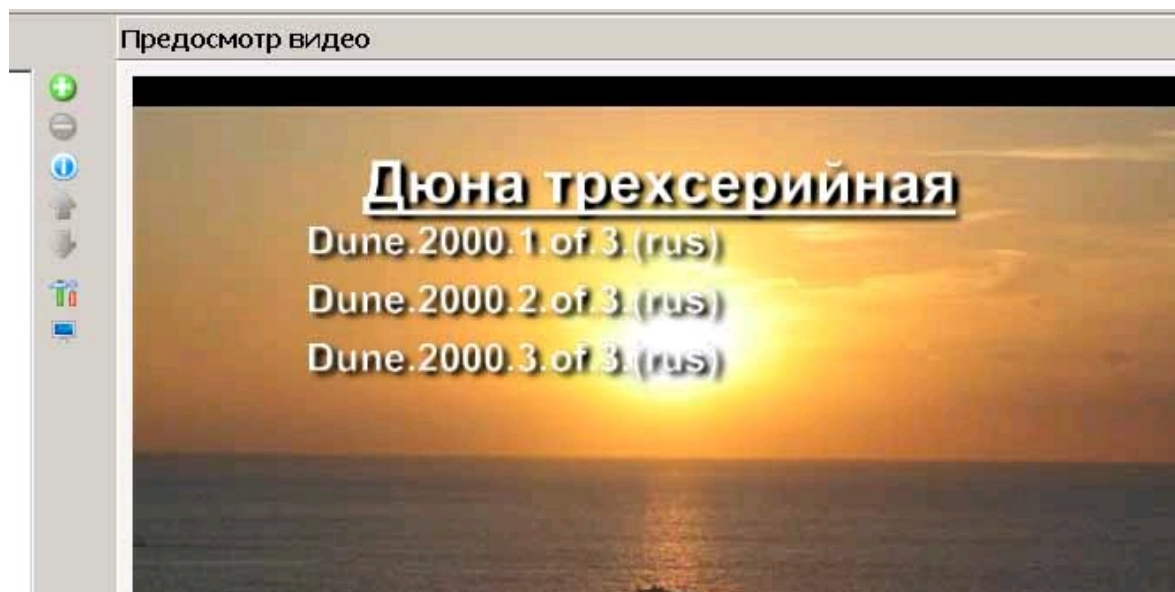 Предосмотр видео
Дюна трехсерийная
Dune.2000.1.of.3.(rus)
Dune.2000.2.of.3.(rus)
Dune.2000.3.of.3.(rus)